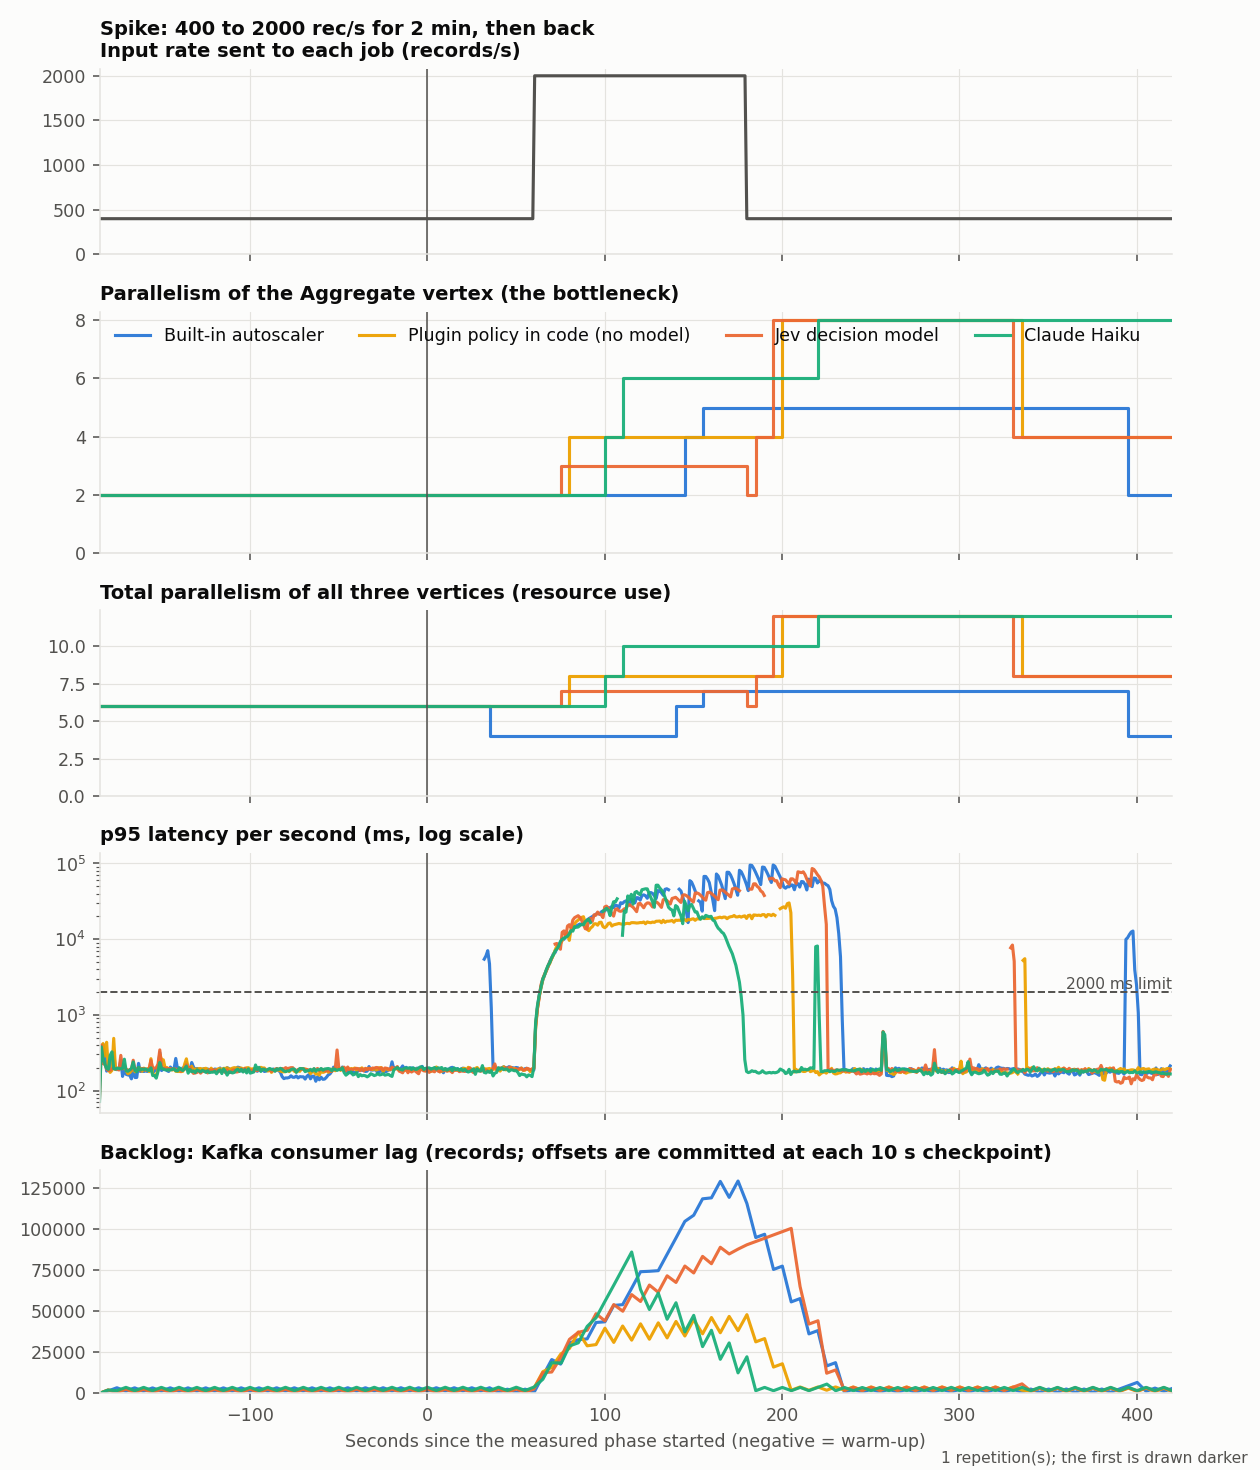 Spike: 400 to 2000 rec/s for 2 min, then back
Input rate sent to each job (records/s)
2000
1500
1000
500
0
Parallelism of the Aggregate vertex (the bottleneck)
8
Built-in autoscaler
Plugin policy in code (no model)
Jev decision model
Claude Haiku
6
4
2
0
Total parallelism of all three vertices (resource use)
10.0
7.5
5.0
2.5
0.0
p95 latency per second (ms, log scale)
10⁵
10⁴
2000 ms limit
10³
10²
Backlog: Kafka consumer lag (records; offsets are committed at each 10 s checkpoint)
125000
100000
75000
50000
25000
0
−100 0 100 200 300 400
Seconds since the measured phase started (negative = warm-up)
1 repetition(s); the first is drawn darker